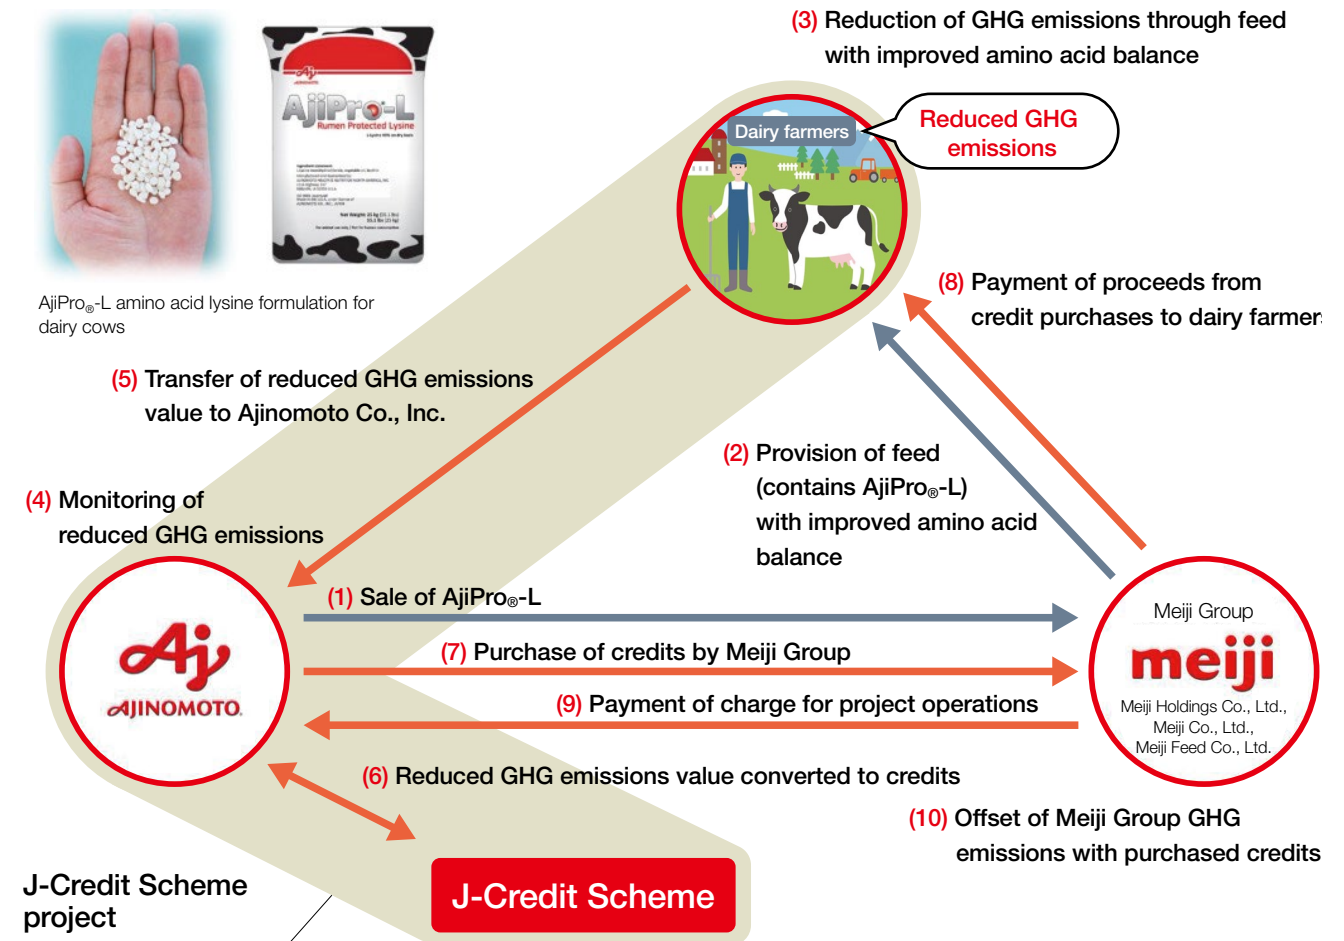 (3) Reduction of GHG emissions through feed
with improved amino acid balance
Aj
AJINOMOTO
AjiPro-L
Rumen Protected Lysine
Dairy farmers
Reduced GHG
emissions
AjiPro®-L amino acid lysine formulation for
dairy cows
(8) Payment of proceeds from
credit purchases to dairy farmers
(5) Transfer of reduced GHG emissions
value to Ajinomoto Co., Inc.
(2) Provision of feed
(contains AjiPro®-L)
with improved amino acid
balance
(4) Monitoring of
reduced GHG emissions
(1) Sale of AjiPro®-L
(7) Purchase of credits by Meiji Group
(9) Payment of charge for project operations
Aj
AJINOMOTO.
Meiji Group
meiji
Meiji Holdings Co., Ltd.,
Meiji Co., Ltd.,
Meiji Feed Co., Ltd.
(6) Reduced GHG emissions value converted to credits
(10) Offset of Meiji Group GHG
emissions with purchased credits
J-Credit Scheme
project
J-Credit Scheme